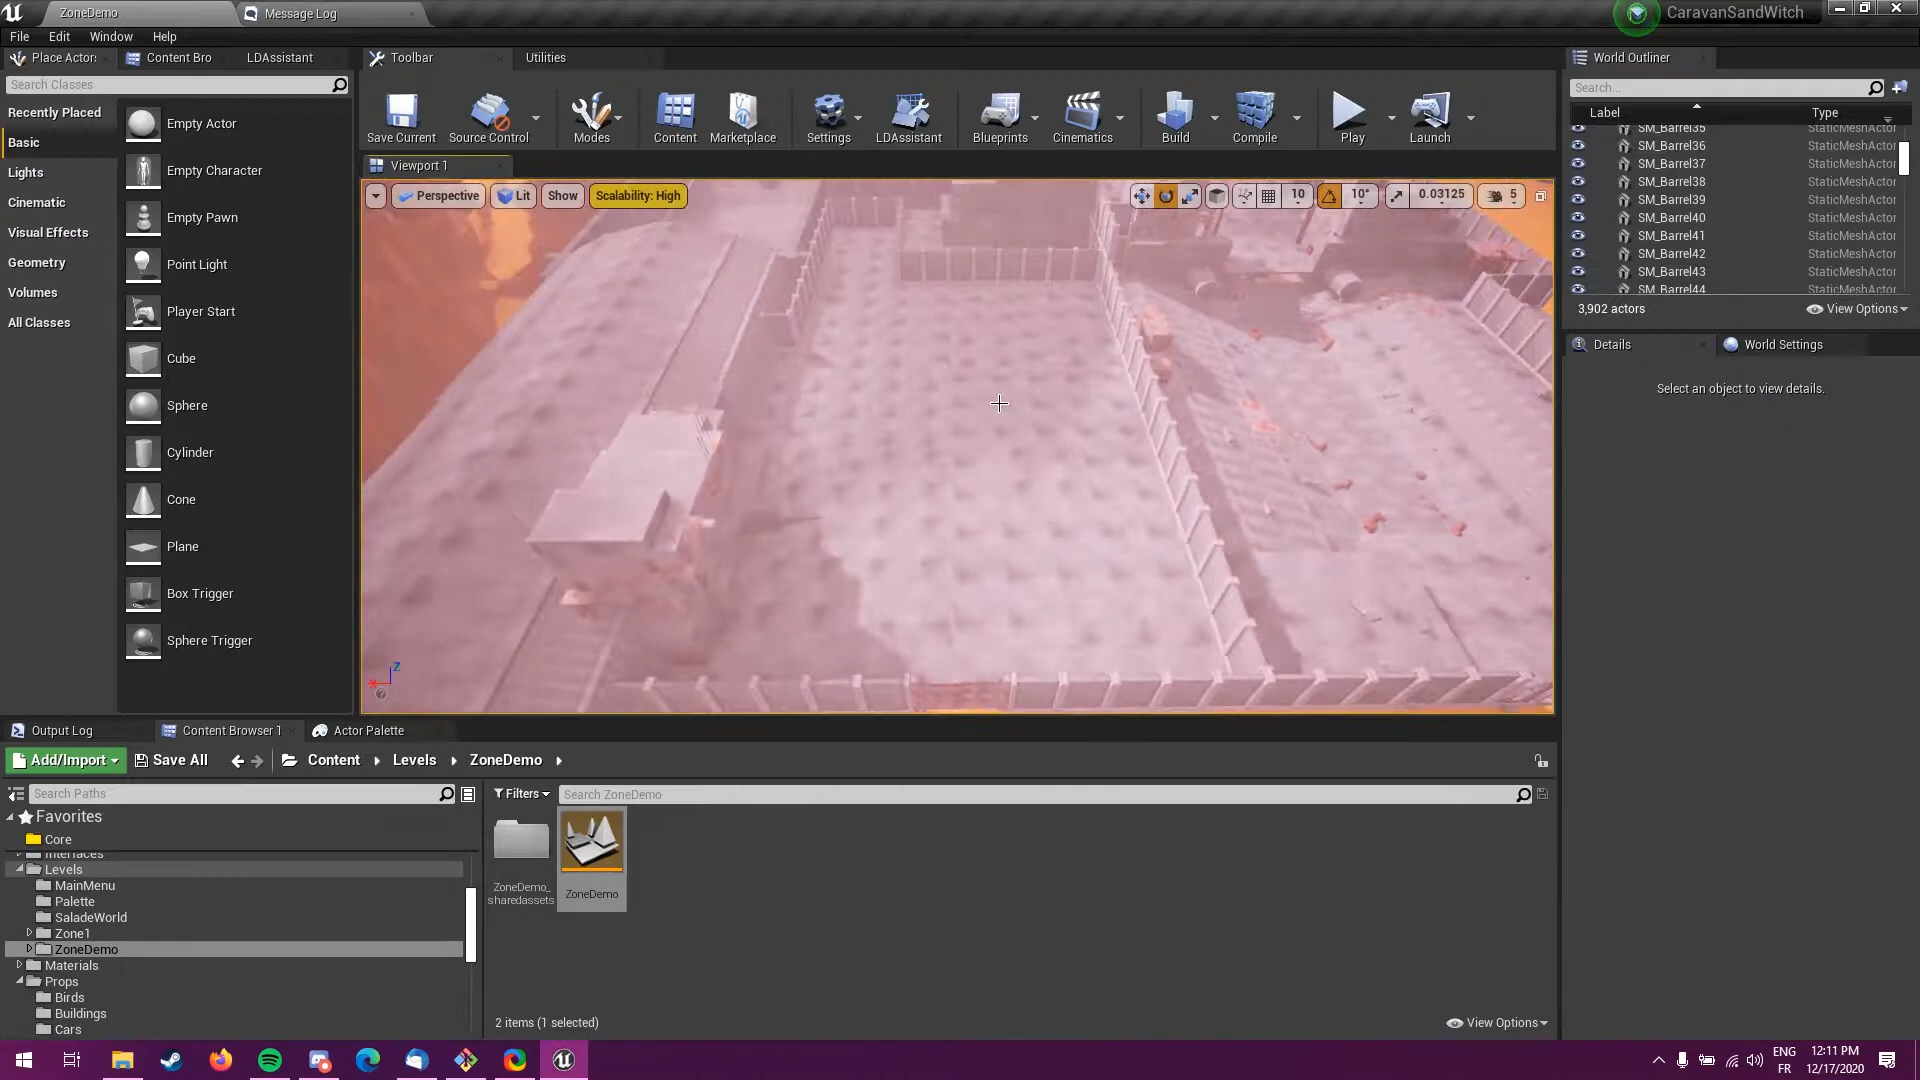 ZoneDemo
Message Log
CaravanSandWitch
File
Edit
Window
Help
Place Actors
Content Bro
LDAssistant
Toolbar
Utilities
World Outliner
Search Classes
Search...
Recently Placed
Basic
Lights
Cinematic
Visual Effects
Geometry
Volumes
All Classes
Empty Actor
Empty Character
Empty Pawn
Point Light
Player Start
Cube
Sphere
Cylinder
Cone
Plane
Box Trigger
Sphere Trigger
Save Current
Source Control
Modes
Content
Marketplace
Settings
LDAssistant
Blueprints
Cinematics
Build
Compile
Play
Launch
Viewport 1
Perspective
Lit
Show
Scalability: High
10
10°
0.03125
5
X
Z
Label
Type
SM_Barrel35 StaticMeshActor
SM_Barrel36 StaticMeshActor
SM_Barrel37 StaticMeshActor
SM_Barrel38 StaticMeshActor
SM_Barrel39 StaticMeshActor
SM_Barrel40 StaticMeshActor
SM_Barrel41 StaticMeshActor
SM_Barrel42 StaticMeshActor
SM_Barrel43 StaticMeshActor
SM_Barrel44 StaticMeshActor
3,902 actors
View Options
Details
World Settings
Select an object to view details.
Output Log
Content Browser 1
Actor Palette
Add/Import
Save All
Content
Levels
ZoneDemo
Search Paths
Filters
Search ZoneDemo
Favorites
Core
Interfaces
Levels
MainMenu
Palette
SaladeWorld
Zone1
ZoneDemo
Materials
Props
Birds
Buildings
Cars
ZoneDemo_
sharedassets
ZoneDemo
2 items (1 selected)
View Options
ENG
FR
12:11 PM
12/17/2020